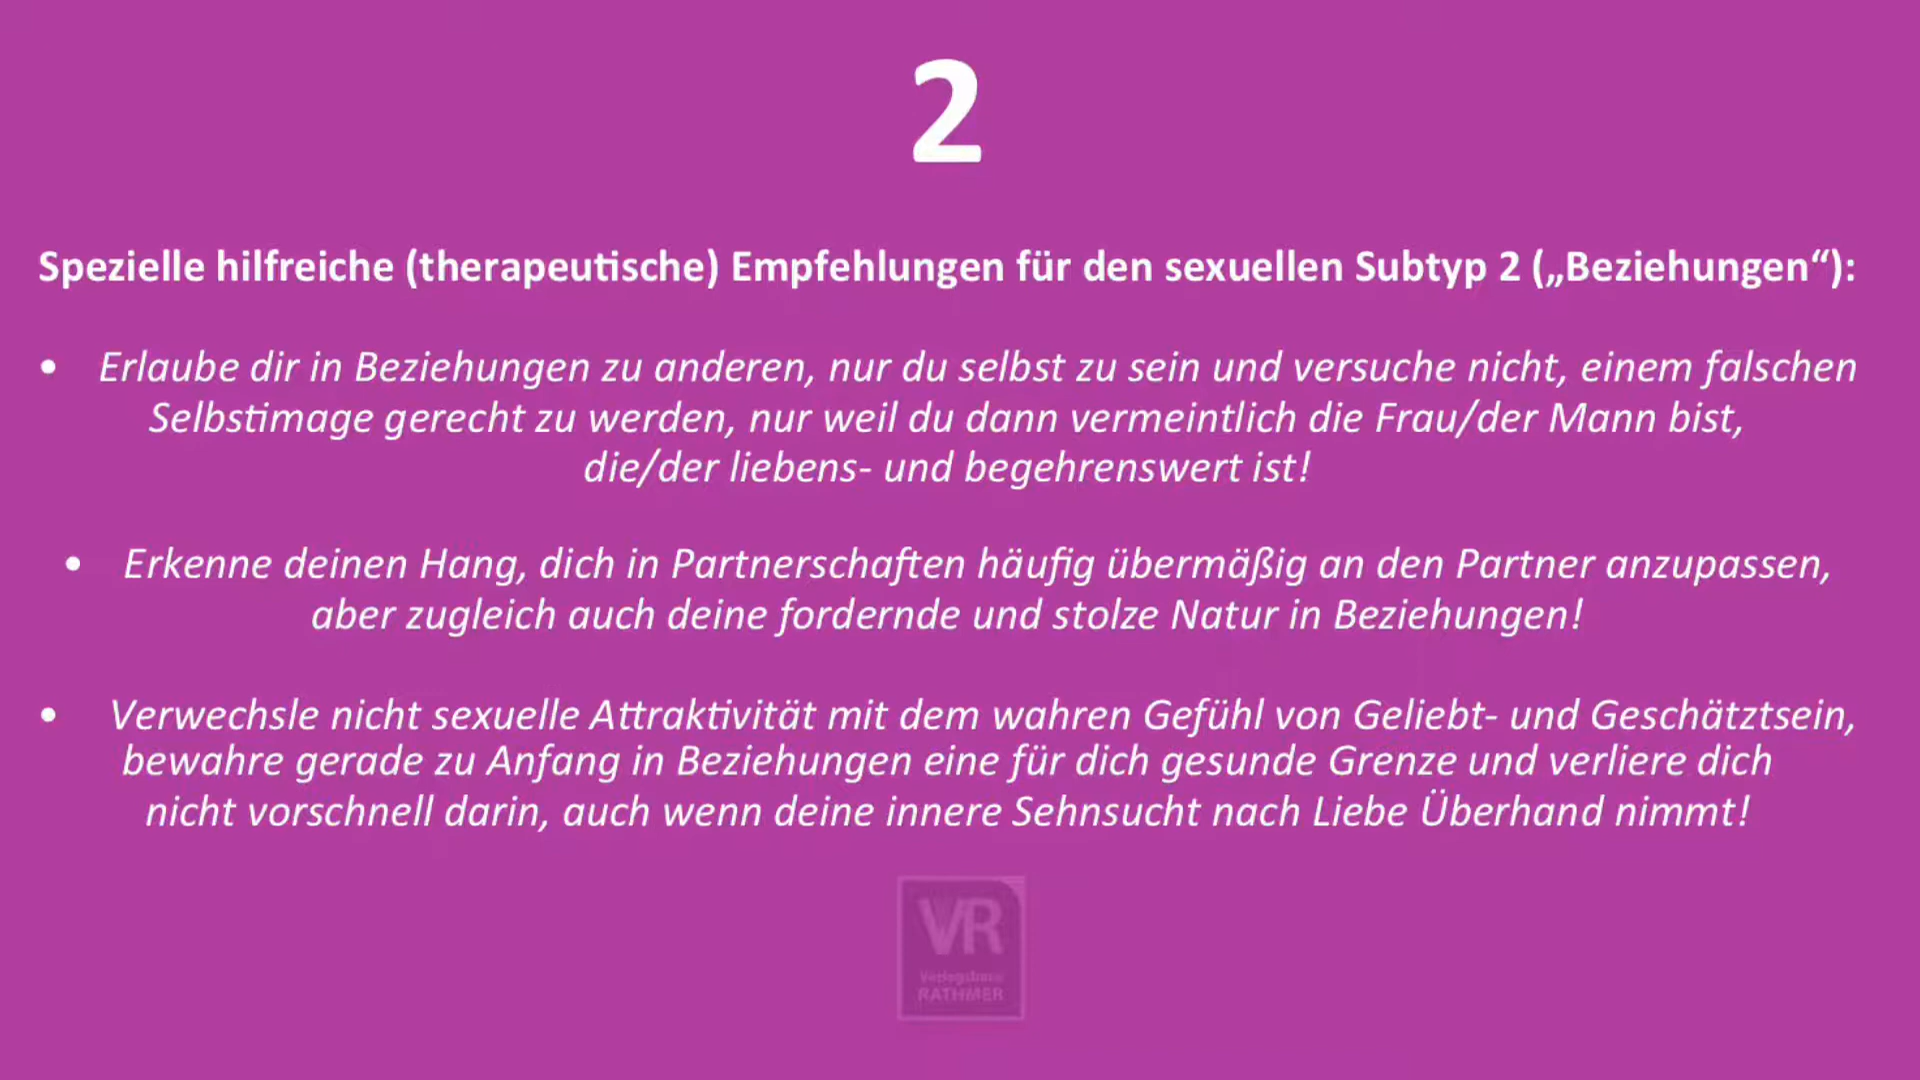 2
Spezielle hilfreiche (therapeutische) Empfehlungen für den sexuellen Subtyp 2 („Beziehungen“):
• Erlaube dir in Beziehungen zu anderen, nur du selbst zu sein und versuche nicht, einem falschen
Selbstimage gerecht zu werden, nur weil du dann vermeintlich die Frau/der Mann bist,
die/der liebens- und begehrenswert ist!
• Erkenne deinen Hang, dich in Partnerschaften häufig übermäßig an den Partner anzupassen,
aber zugleich auch deine fordernde und stolze Natur in Beziehungen!
• Verwechsle nicht sexuelle Attraktivität mit dem wahren Gefühl von Geliebt- und Geschätztsein,
bewahre gerade zu Anfang in Beziehungen eine für dich gesunde Grenze und verliere dich
nicht vorschnell darin, auch wenn deine innere Sehnsucht nach Liebe Überhand nimmt!
VR
RATHMER